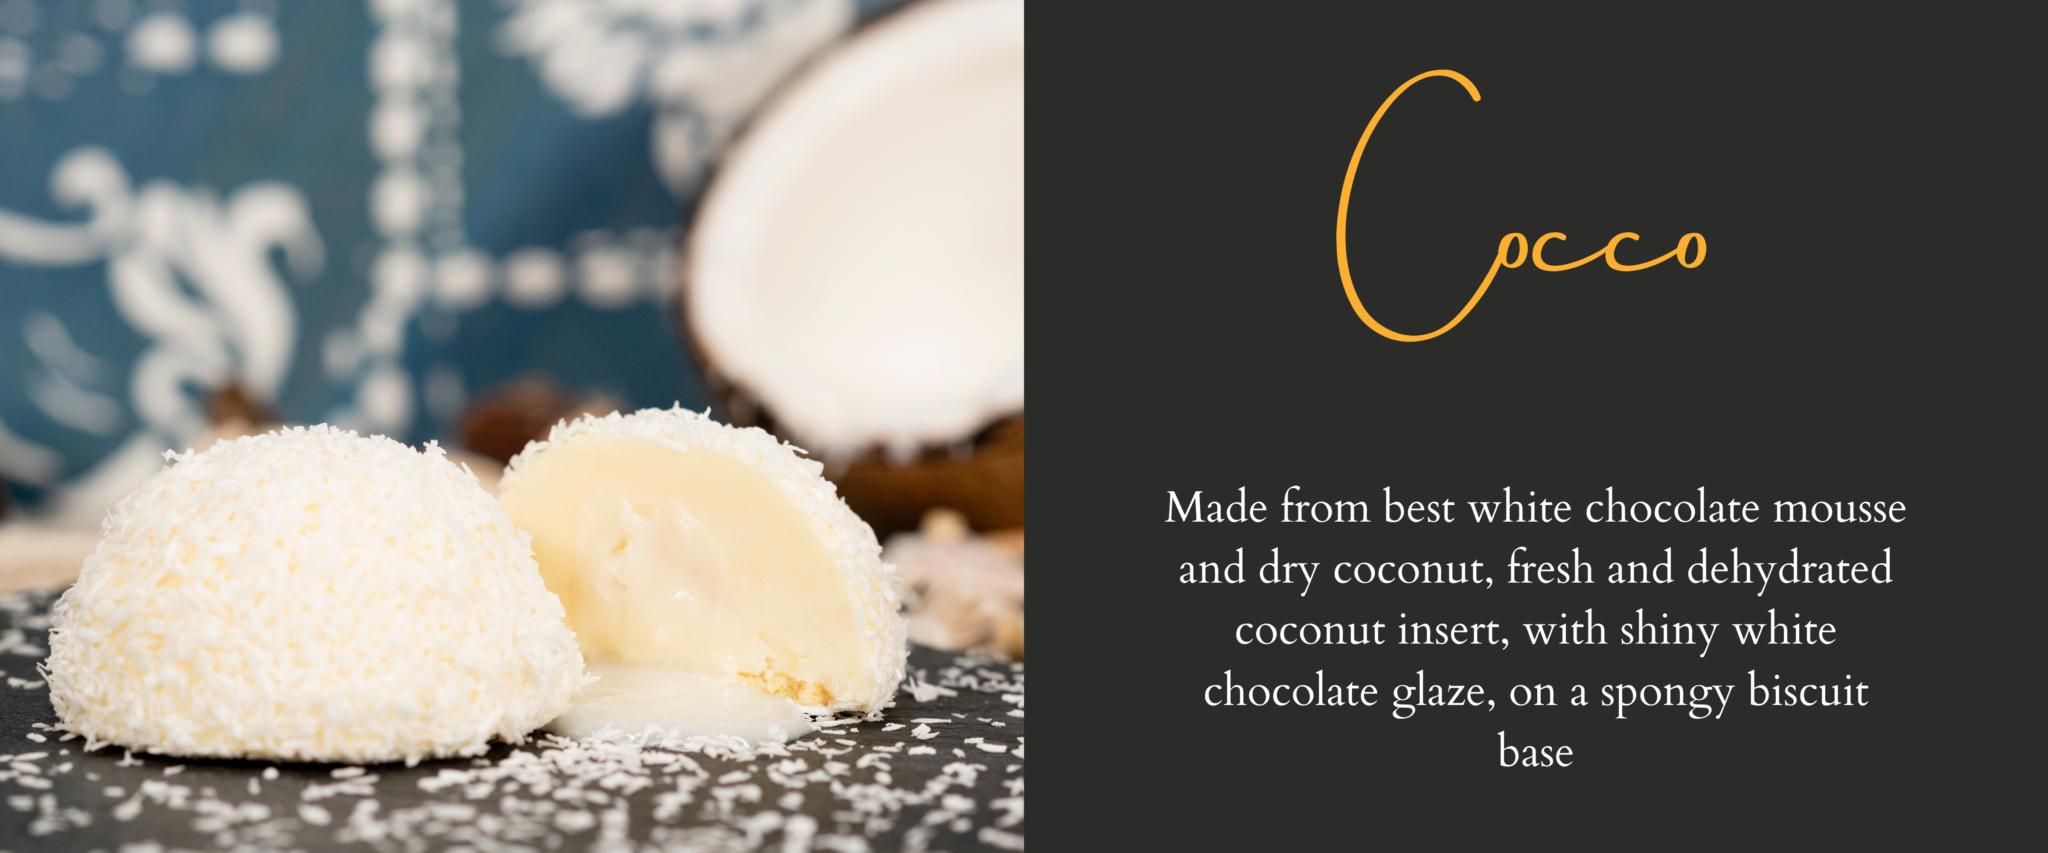 Cocco
Made from best white chocolate mousse
and dry coconut, fresh and dehydrated
coconut insert, with shiny white
chocolate glaze, on a spongy biscuit
base